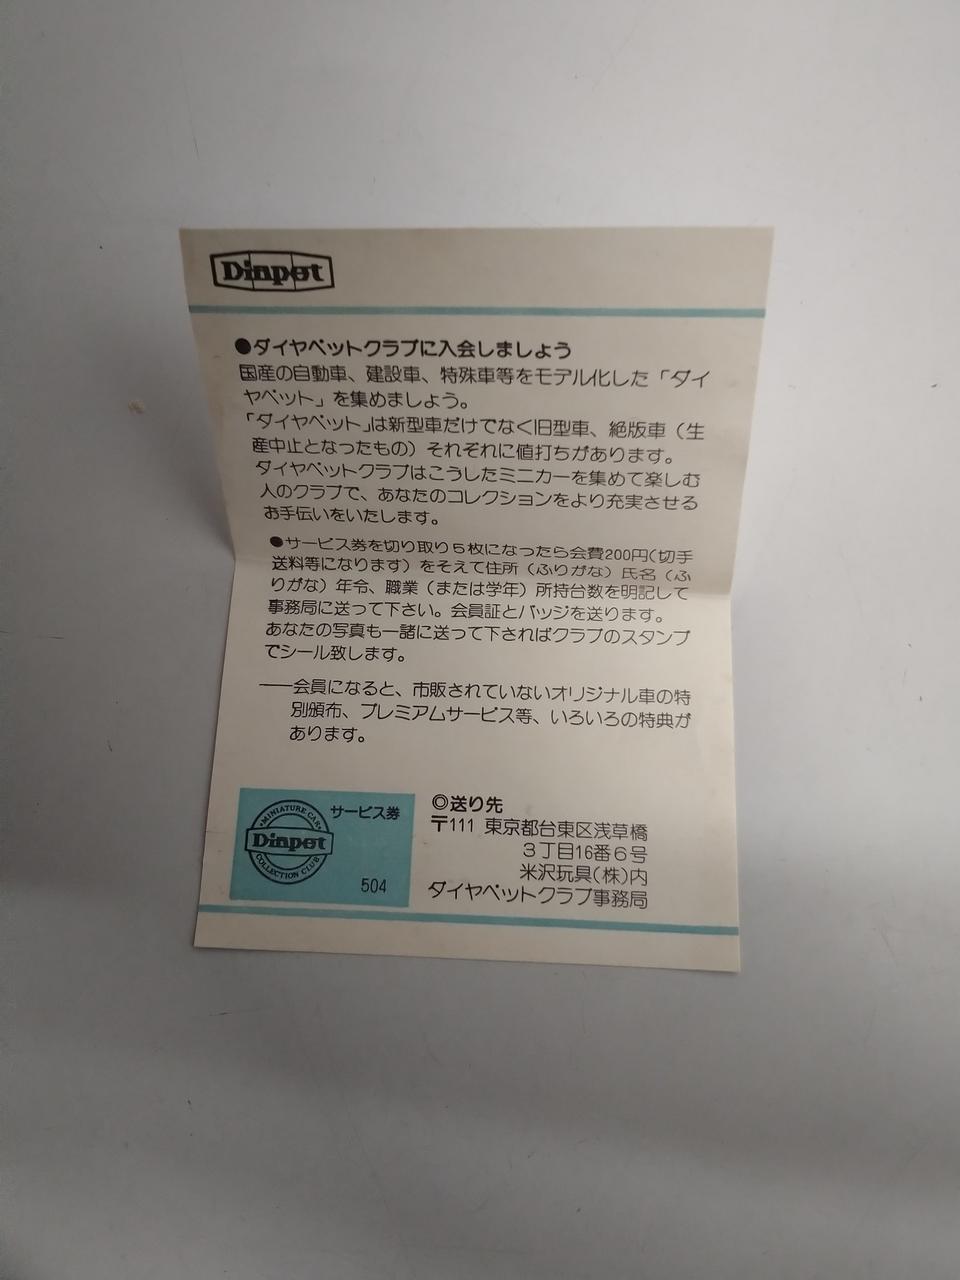 Diapet
●ダイヤペットクラブに入会しましょう
国産の自動車、建設車、特殊車等をモデル化した「ダイ
ヤペット」を集めましょう。
「ダイヤペット」は新型車だけでなく旧型車、絶版車（生
産中止となったもの）それぞれに値打ちがあります。
ダイヤペットクラブはこうしたミニカーを集めて楽しむ
人のクラブで、あなたのコレクションをより充実させる
お手伝いをいたします。
●サービス券を切り取り5枚になったら会費200円（切手
送料等になります）をそえて住所（ふりがな）氏名（ふ
りがな）年令、職業（または学年）所持台数を明記して
事務局に送って下さい。会員証とバッジを送ります。
あなたの写真も一諸に送って下さればクラブのスタンプ
でシール致します。
――会員になると、市販されていないオリジナル車の特
別頒布、プレミアムサービス等、いろいろの特典が
あります。
サービス券
MINIATURE CAR
Diapet
COLLECTION CLUB
504
◎送り先
〒111 東京都台東区浅草橋
3丁目16番6号
米沢玩具(株)内
ダイヤペットクラブ事務局